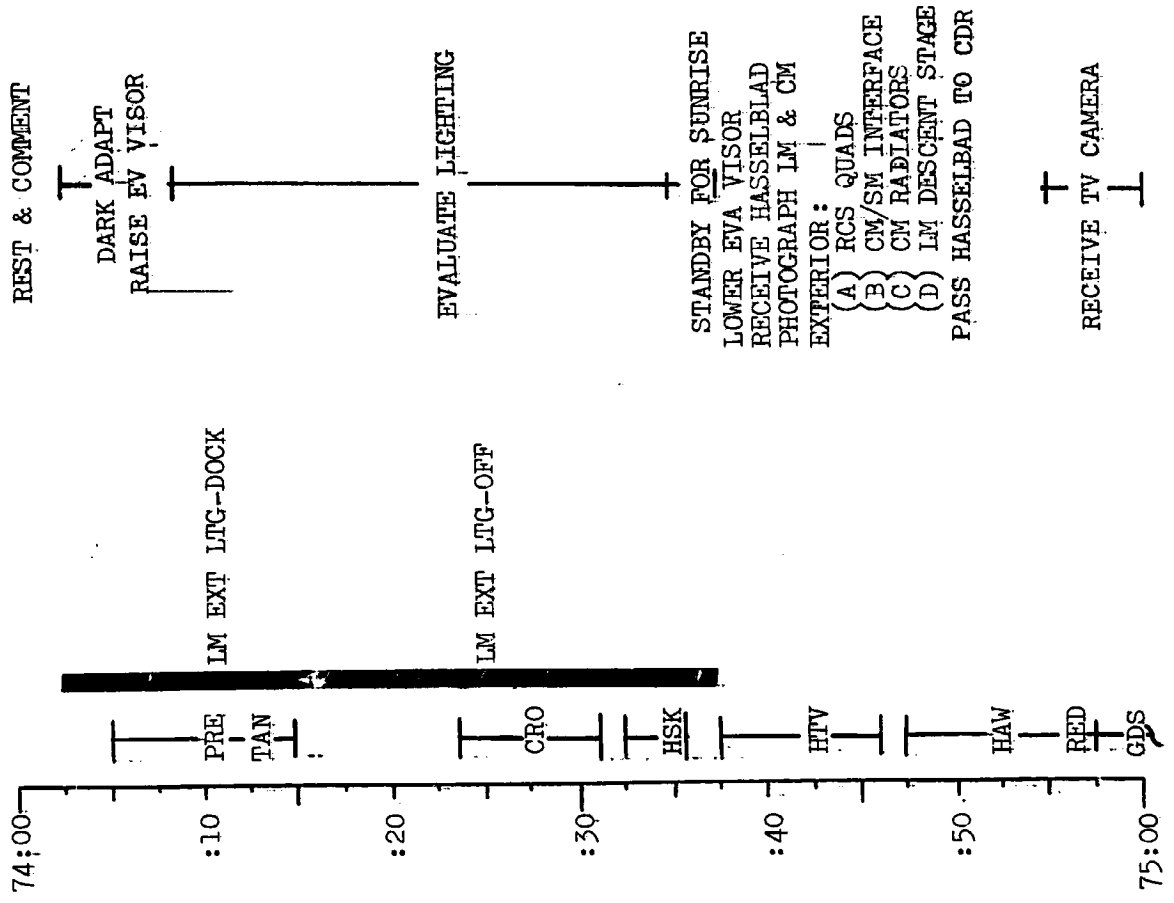 REST & COMMENT
DARK ADAPT
RAISE EV VISOR
EVALUATE LIGHTING
STANDBY FOR SUNRISE
LOWER EVA VISOR
RECEIVE HASSELBLAD
PHOTOGRAPH LM & CM
EXTERIOR:
(A) RCS QUADS
(B) CM/SM INTERFACE
(C) CM RADIATORS
(D) LM DESCENT STAGE
PASS HASSELBAD TO CDR
RECEIVE TV CAMERA
LM EXT LTG-DOCK
LM EXT LTG-OFF
PRE
TAN
CRO
HSK
HTV
HAW
RED
GDS
74:00
:10
:20
:30
:40
:50
75:00